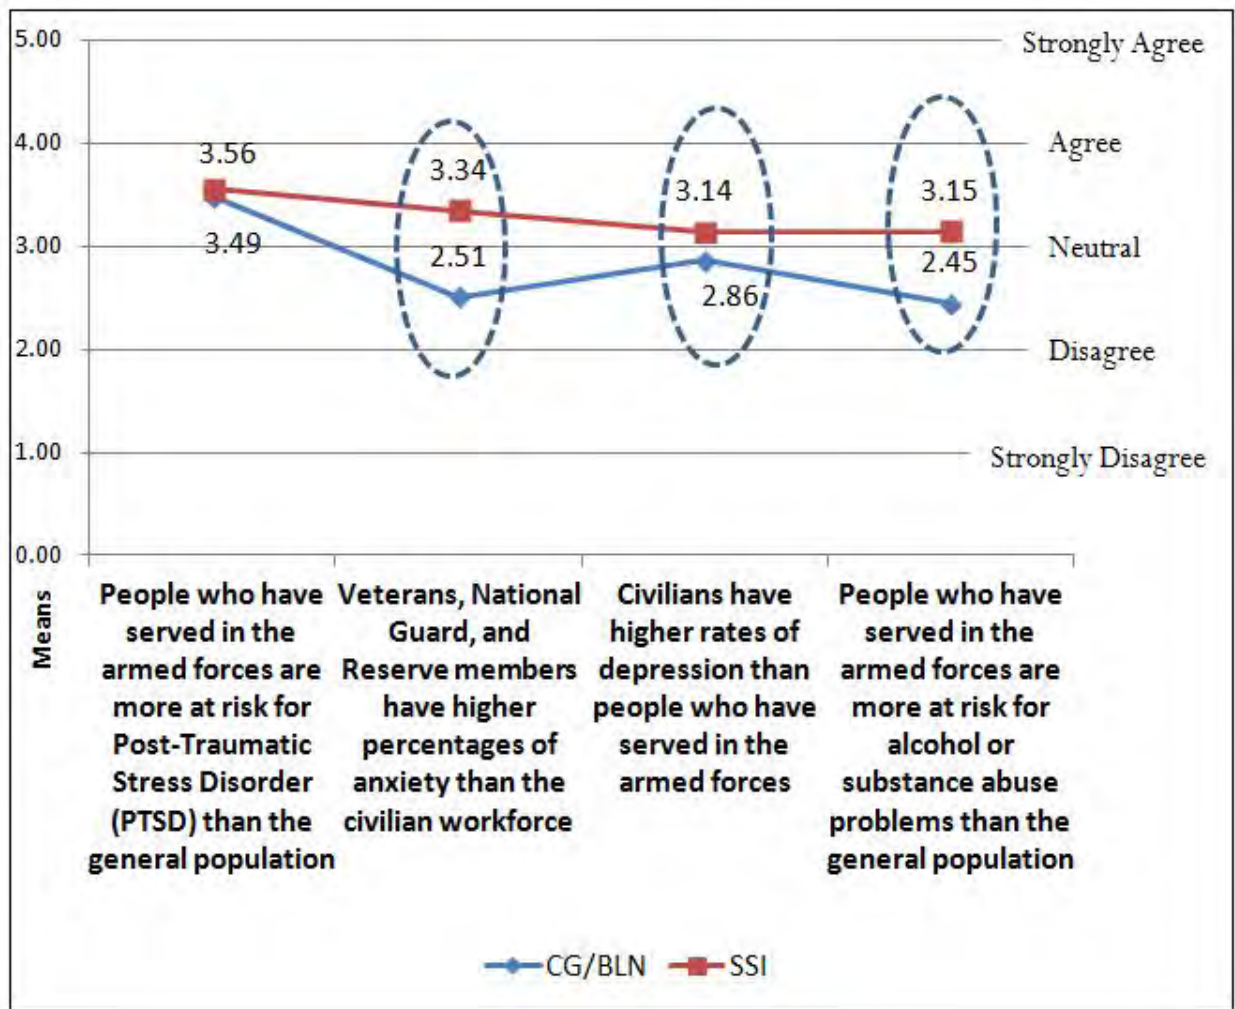 5.00
Strongly Agree
4.00
Agree
3.56
3.34
3.14
3.15
3.00
Neutral
3.49
2.51
2.86
2.45
2.00
Disagree
1.00
Strongly Disagree
0.00
Means
People who have
served in the
armed forces are
more at risk for
Post-Traumatic
Stress Disorder
(PTSD) than the
general population
Veterans, National
Guard, and
Reserve members
have higher
percentages of
anxiety than the
civilian workforce
Civilians have
higher rates of
depression than
people who have
served in the
armed forces
People who have
served in the
armed forces are
more at risk for
alcohol or
substance abuse
problems than the
general population
CG/BLN
SSI